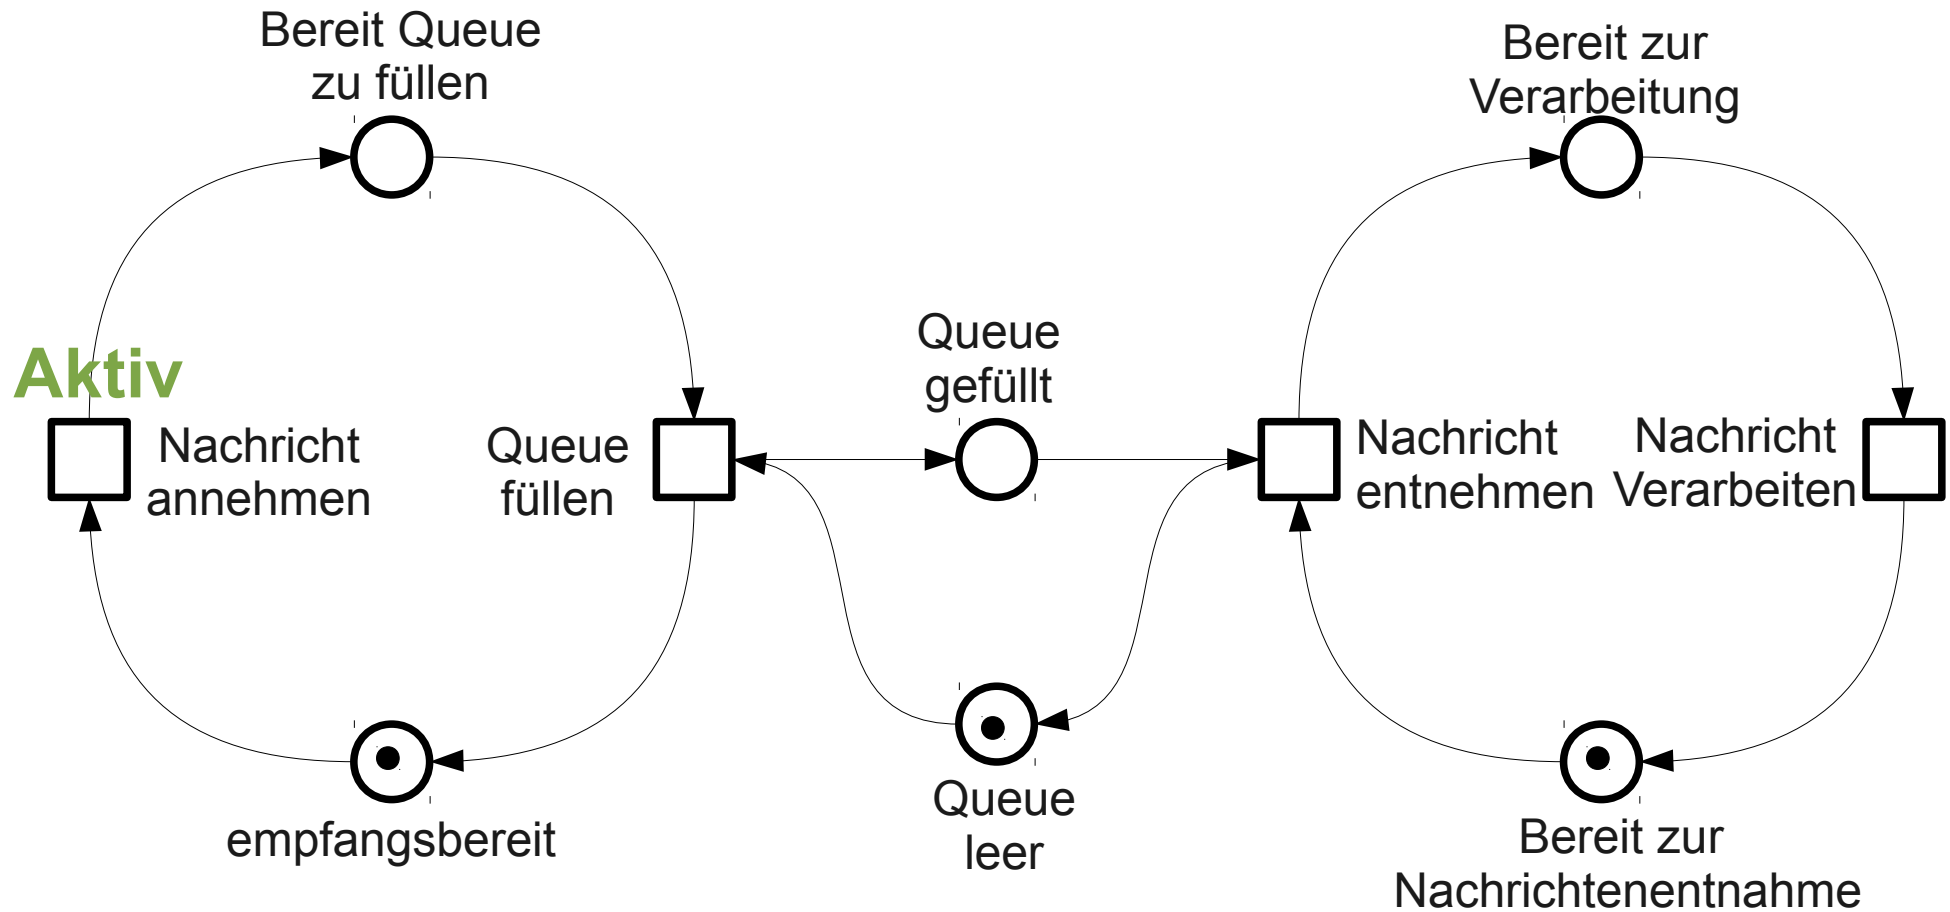 Bereit Queue
zu füllen
Bereit zur
Verarbeitung
Aktiv
Queue
gefüllt
Nachricht
annehmen
Queue
füllen
Nachricht
entnehmen
Nachricht
Verarbeiten
empfangsbereit
Queue
leer
Bereit zur
Nachrichtenentnahme